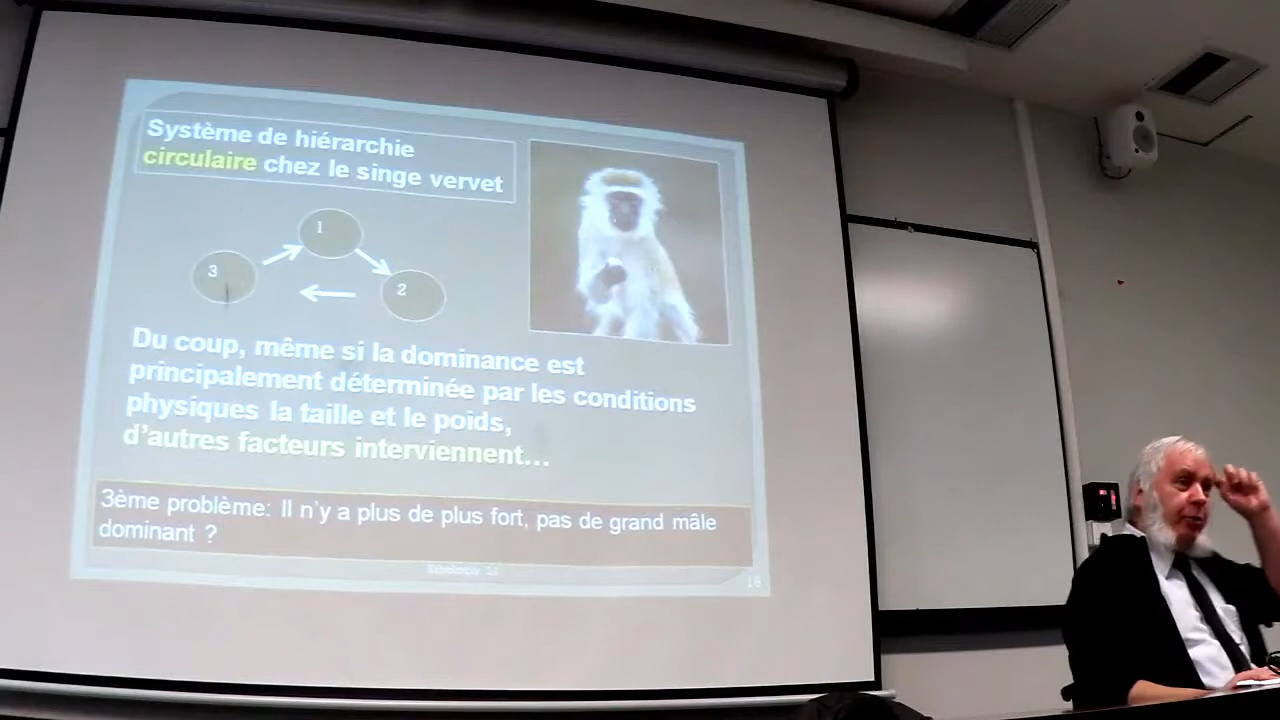 Système de hiérarchie
circulaire chez le singe vervet
1
3
2
Du coup, même si la dominance est
principalement déterminée par les conditions
physiques la taille et le poids,
d'autres facteurs interviennent...
3ème problème: Il n'y a plus de plus fort, pas de grand mâle
dominant ?
16